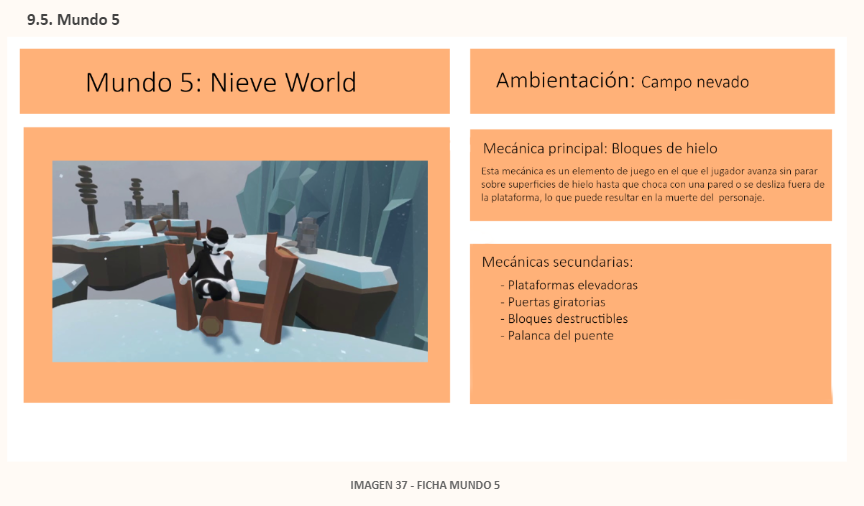 9.5. Mundo 5
Mundo 5: Nieve World
Ambientación: Campo nevado
Mecánica principal: Bloques de hielo
Esta mecánica es un elemento de juego en el que el jugador avanza sin parar
sobre superficies de hielo hasta que choca con una pared o se desliza fuera de
la plataforma, lo que puede resultar en la muerte del personaje.
Mecánicas secundarias:
- Plataformas elevadoras
- Puertas giratorias
- Bloques destructibles
- Palanca del puente
IMAGEN 37 - FICHA MUNDO 5